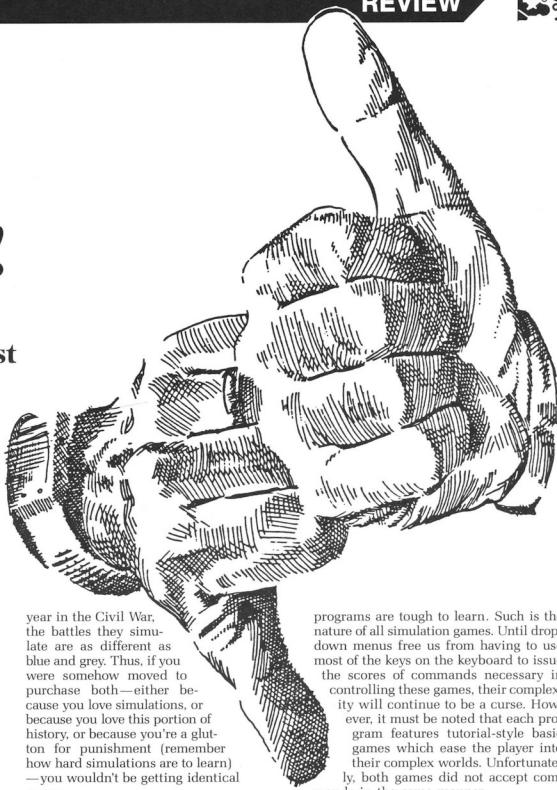 REVIEW
st
year in the Civil War,
the battles they simu-
late are as different as
blue and grey. Thus, if you
were somehow moved to
purchase both—either be-
cause you love simulations, or
because you love this portion of
history, or because you're a glut-
ton for punishment (remember
how hard simulations are to learn)
—you wouldn't be getting identical
programs are tough to learn. Such is the
nature of all simulation games. Until drop
down menus free us from having to us
most of the keys on the keyboard to issu
the scores of commands necessary i
controlling these games, their complex
ity will continue to be a curse. How
ever, it must be noted that each pro
gram features tutorial-style basi
games which ease the player int
their complex worlds. Unfortunate
ly, both games did not accept com